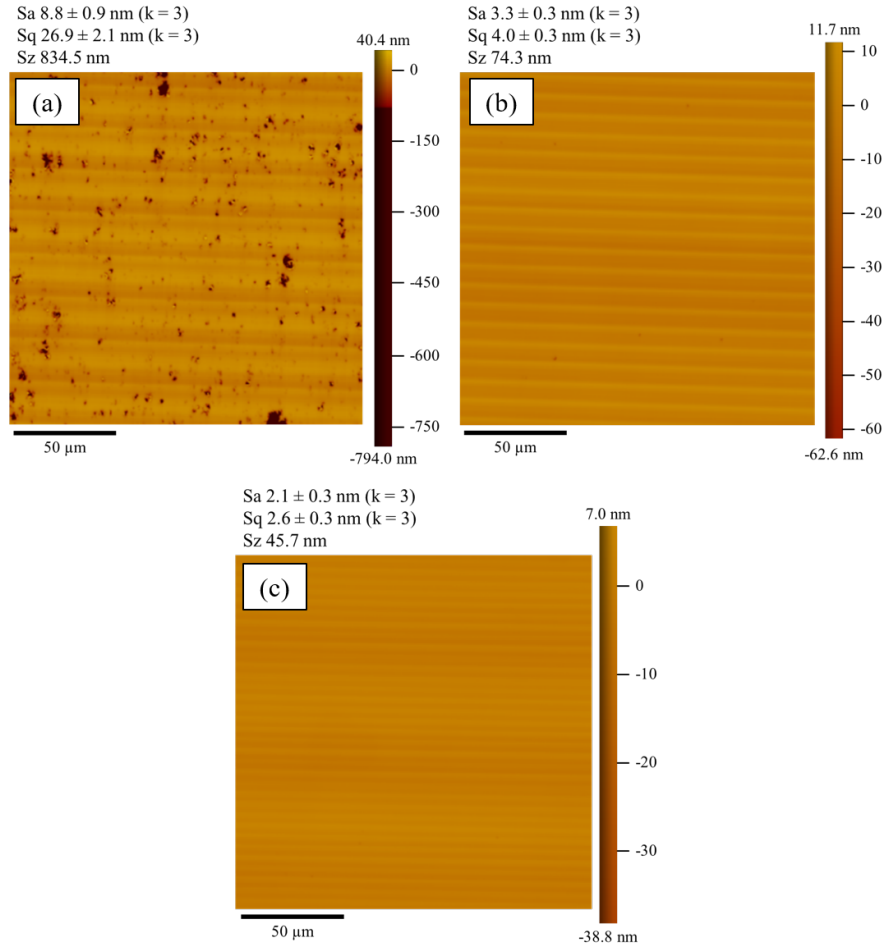 Sa 8.8 ± 0.9 nm (k = 3)
Sq 26.9 ± 2.1 nm (k = 3)
Sz 834.5 nm
(a)
40.4 nm
0
-150
-300
-450
-600
-750
-794.0 nm
50 µm
Sa 3.3 ± 0.3 nm (k = 3)
Sq 4.0 ± 0.3 nm (k = 3)
Sz 74.3 nm
(b)
11.7 nm
10
0
-10
-20
-30
-40
-50
-60
-62.6 nm
50 µm
Sa 2.1 ± 0.3 nm (k = 3)
Sq 2.6 ± 0.3 nm (k = 3)
Sz 45.7 nm
(c)
7.0 nm
0
-10
-20
-30
-38.8 nm
50 µm